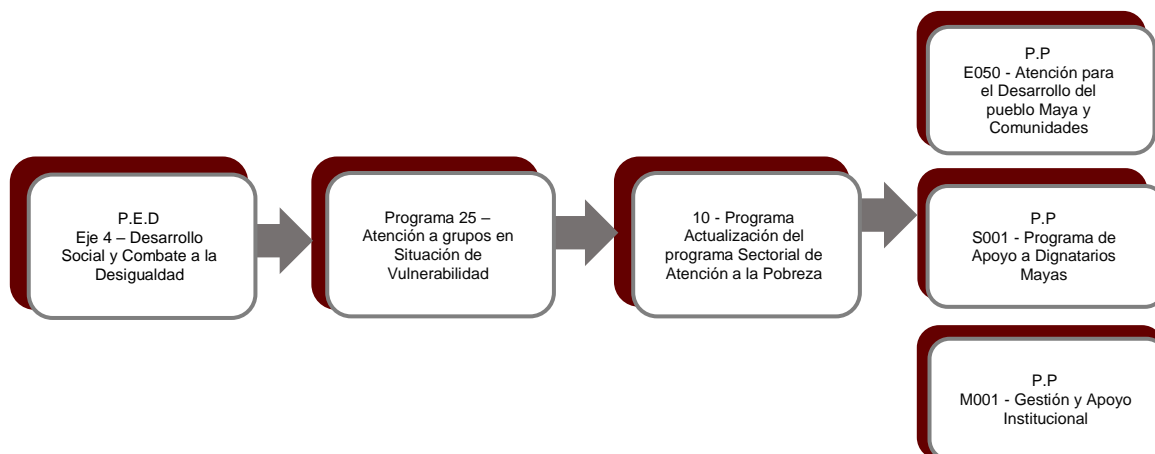 P.E.D
Eje 4 – Desarrollo
Social y Combate a la
Desigualdad
Programa 25 –
Atención a grupos en
Situación de
Vulnerabilidad
10 - Programa
Actualización del
programa Sectorial de
Atención a la Pobreza
P.P
E050 - Atención para
el Desarrollo del
pueblo Maya y
Comunidades
P.P
S001 - Programa de
Apoyo a Dignatarios
Mayas
P.P
M001 - Gestión y Apoyo
Institucional